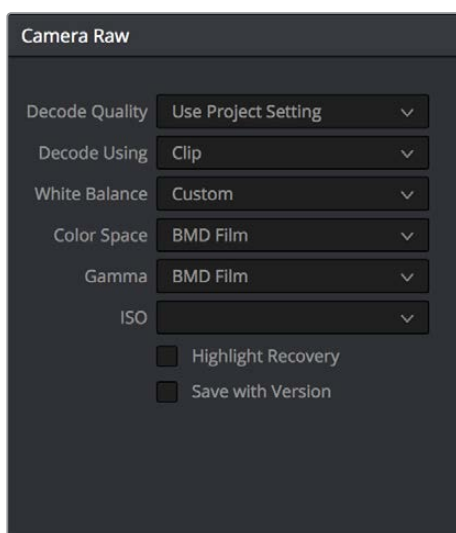 Camera Raw
Decode Quality Use Project Setting
Decode Using Clip
White Balance Custom
Color Space BMD Film
Gamma BMD Film
ISO
Highlight Recovery
Save with Version